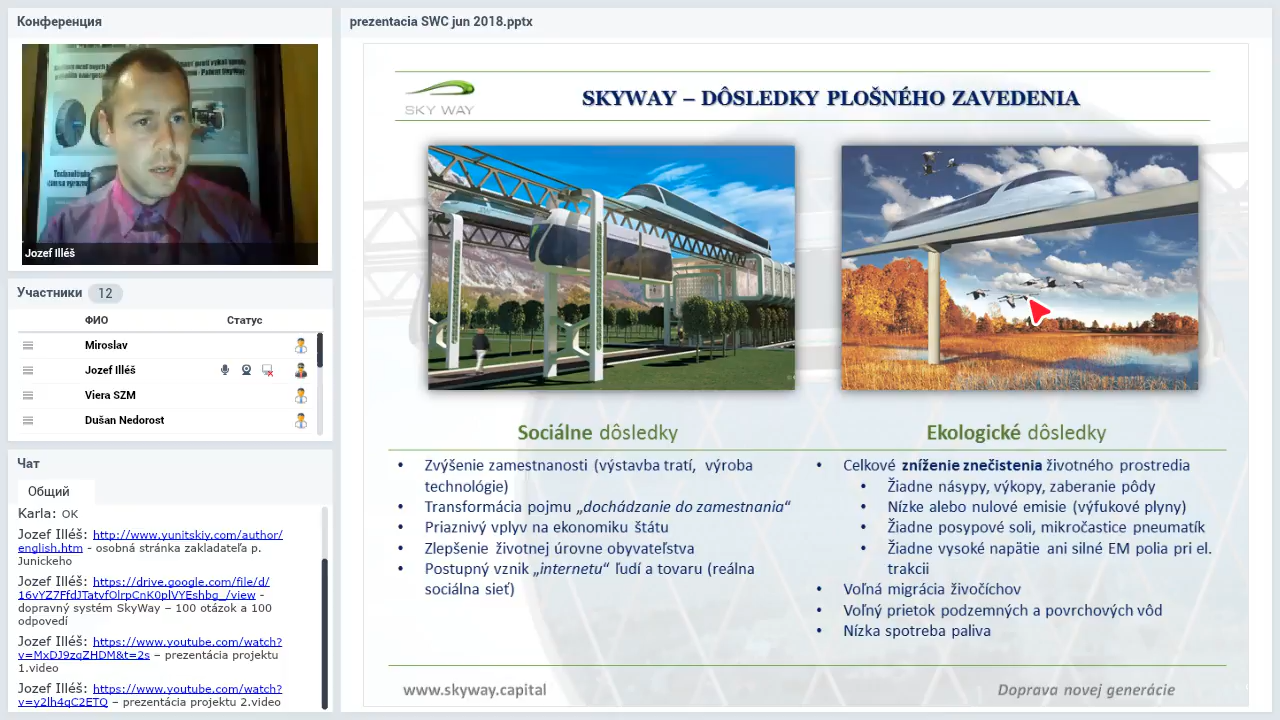 Конференция
Jozef Illéš
Участники 12
ФИО Статус
Miroslav
Jozef Illéš
Viera SZM
Dušan Nedorost
Чат
Общий
Karla: OK
Jozef Illéš: http://www.yunitskiy.com/author/
english.htm - osobná stránka zakladateľa p.
Junickeho
Jozef Illéš: https://drive.google.com/file/d/
16vYZ7FfdJTatvfOlrpCnK0plVYEshbg_/view -
dopravný systém SkyWay – 100 otázok a 100
odpovedí
Jozef Illéš: https://www.youtube.com/watch?
v=MxDJ9zqZHDM&t=2s – prezentácia projektu
1.video
Jozef Illéš: https://www.youtube.com/watch?
v=y2lh4qC2ETQ – prezentácia projektu 2.video
prezentacia SWC jun 2018.pptx
SKY WAY
SKYWAY – DÔSLEDKY PLOŠNÉHO ZAVEDENIA
Sociálne dôsledky
• Zvýšenie zamestnanosti (výstavba tratí, výroba
technológie)
• Transformácia pojmu „dochádzanie do zamestnania“
• Priaznivý vplyv na ekonomiku štátu
• Zlepšenie životnej úrovne obyvateľstva
• Postupný vznik „internetu“ ľudí a tovaru (reálna
sociálna sieť)
Ekologické dôsledky
• Celkové zníženie znečistenia životného prostredia
• Žiadne násypy, výkopy, zaberanie pôdy
• Nízke alebo nulové emisie (výfukové plyny)
• Žiadne posypové soli, mikročastice pneumatík
• Žiadne vysoké napätie ani silné EM polia pri el.
trakcii
• Voľná migrácia živočíchov
• Voľný prietok podzemných a povrchových vôd
• Nízka spotreba paliva
www.skyway.capital
Doprava novej generácie